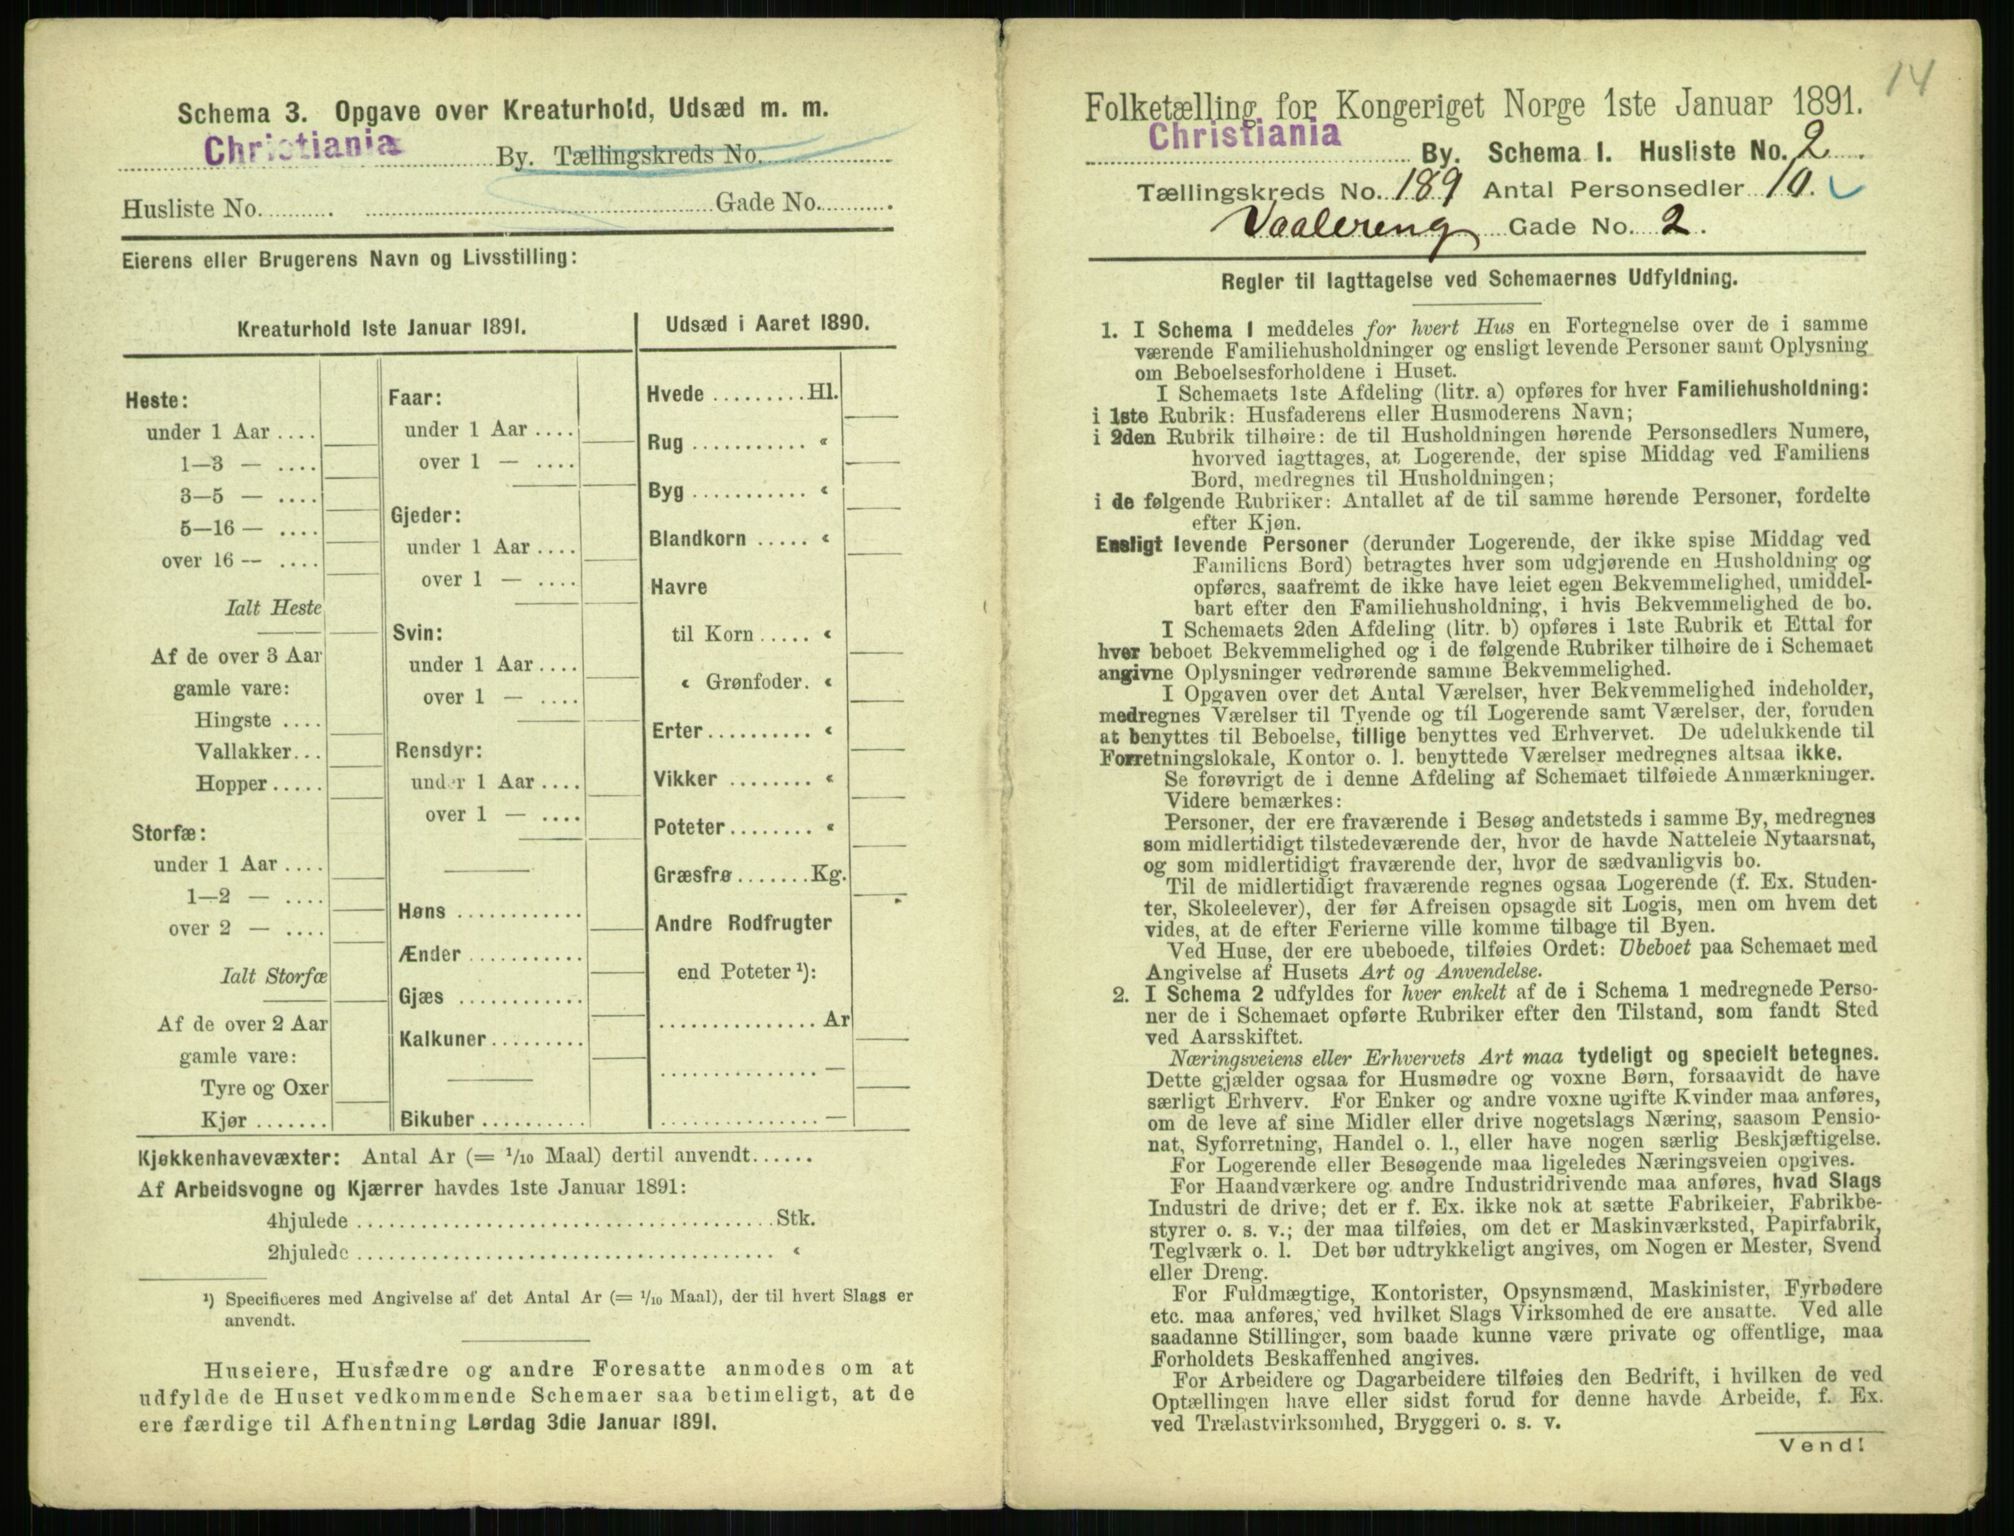 Schema 3. Opgave over Kreaturhold, Udsæd m. m.
Christiania By. Tællingskreds No.
Husliste No. Gade No.
Eierens eller Brugerens Navn og Livsstilling:
Kreaturhold 1ste Januar 1891.
Heste:
under 1 Aar ....
1—3 — ....
3—5 — ....
5—16 — ....
over 16 — ....
Ialt Heste
Af de over 3 Aar
gamle vare:
Hingste ....
Vallakker...
Hopper .....
Storfæ:
under 1 Aar ....
1—2 — ....
over 2 — ....
Ialt Storfæ
Af de over 2 Aar
gamle vare:
Tyre og Oxer
Kjør .......
Faar:
under 1 Aar ....
over 1 — ....
Gjeder:
under 1 Aar ....
over 1 — ....
Svin:
under 1 Aar ....
over 1 — ....
Rensdyr:
under 1 Aar ....
over 1 — ....
Høns ............
Ænder ...........
Gjæs ............
Kalkuner .........
Bikuber ..........
Udsæd i Aaret 1890.
Hvede ......... Hl.
Rug ........... «
Byg ........... «
Blandkorn ..... «
Havre
til Korn ..... «
« Grønfoder. «
Erter .......... «
Vikker ........ «
Poteter ........ «
Græsfrø ....... Kg.
Andre Rodfrugter
end Poteter ¹):
............... Ar
............... —
............... —
Kjøkkenhavevæxter: Antal Ar (= 1/10 Maal) dertil anvendt......
Af Arbeidsvogne og Kjærrer havdes 1ste Januar 1891:
4hjulede ........................................ Stk.
2hjulede ........................................ «
¹) Specificeres med Angivelse af det Antal Ar (= 1/10 Maal), der til hvert Slags er
anvendt.
Huseiere, Husfædre og andre Foresatte anmodes om at
udfylde de Huset vedkommende Schemaer saa betimeligt, at de
ere færdige til Afhentning Lørdag 3die Januar 1891.
14
Folketælling for Kongeriget Norge 1ste Januar 1891.
Christiania By. Schema 1. Husliste No. 2.
Tællingskreds No. 189 Antal Personsedler 10.
Vaalereng Gade No. 2.
Regler til Iagttagelse ved Schemaernes Udfyldning.
1. I Schema 1 meddeles for hvert Hus en Fortegnelse over de i samme
værende Familiehusholdninger og ensligt levende Personer samt Oplysning
om Beboelsesforholdene i Huset.
I Schemaets 1ste Afdeling (litr. a) opføres for hver Familiehusholdning:
i 1ste Rubrik: Husfaderens eller Husmoderens Navn;
i 2den Rubrik tilhøire: de til Husholdningen hørende Personsedlers Numere,
hvorved iagttages, at Logerende, der spise Middag ved Familiens
Bord, medregnes til Husholdningen;
i de følgende Rubriker: Antallet af de til samme hørende Personer, fordelte
efter Kjøn.
Ensligt levende Personer (derunder Logerende, der ikke spise Middag ved
Familiens Bord) betragtes hver som udgjørende en Husholdning og
opføres, saafremt de ikke have leiet egen Bekvemmelighed, umiddel-
bart efter den Familiehusholdning, i hvis Bekvemmelighed de bo.
I Schemaets 2den Afdeling (litr. b) opføres i 1ste Rubrik et Ettal for
hver beboet Bekvemmelighed og i de følgende Rubriker tilhøire de i Schemaet
angivne Oplysninger vedrørende samme Bekvemmelighed.
I Opgaven over det Antal Værelser, hver Bekvemmelighed indeholder,
medregnes Værelser til Tyende og til Logerende samt Værelser, der, foruden
at benyttes til Beboelse, tillige benyttes ved Erhvervet. De udelukkende til
Forretningslokale, Kontor o. l. benyttede Værelser medregnes altsaa ikke.
Se forøvrigt de i denne Afdeling af Schemaet tilføiede Anmærkninger.
Videre bemærkes:
Personer, der ere fraværende i Besøg andetsteds i samme By, medregnes
som midlertidigt tilstedeværende der, hvor de havde Natteleie Nytaarsnat,
og som midlertidigt fraværende der, hvor de sædvanligvis bo.
Til de midlertidigt fraværende regnes ogsaa Logerende (f. Ex. Studen-
ter, Skoleelever), der før Afreisen opsagde sit Logis, men om hvem det
vides, at de efter Ferierne ville komme tilbage til Byen.
Ved Huse, der ere ubeboede, tilføies Ordet: Ubeboet paa Schemaet med
Angivelse af Husets Art og Anvendelse.
2. I Schema 2 udfyldes for hver enkelt af de i Schema 1 medregnede Perso-
ner de i Schemaet opførte Rubriker efter den Tilstand, som fandt Sted
ved Aarsskiftet.
Næringsveiens eller Erhvervets Art maa tydeligt og specielt betegnes.
Dette gjælder ogsaa for Husmødre og voxne Børn, forsaavidt de have
særligt Erhverv. For Enker og andre voxne ugifte Kvinder maa anføres,
om de leve af sine Midler eller drive nogetslags Næring, saasom Pensio-
nat, Syforretning, Handel o. l., eller have nogen særlig Beskjæftigelse.
For Logerende eller Besøgende maa ligeledes Næringsveien opgives.
For Haandværkere og andre Industridrivende maa anføres, hvad Slags
Industri de drive; det er f. Ex. ikke nok at sætte Fabrikeier, Fabrikbe-
styrer o. s. v.; der maa tilføies, om det er Maskinværksted, Papirfabrik,
Teglværk o. l. Det bør udtrykkeligt angives, om Nogen er Mester, Svend
eller Dreng.
For Fuldmægtige, Kontorister, Opsynsmænd, Maskinister, Fyrbødere
etc. maa anføres, ved hvilket Slags Virksomhed de ere ansatte. Ved alle
saadanne Stillinger, som baade kunne være private og offentlige, maa
Forholdets Beskaffenhed angives.
For Arbeidere og Dagarbeidere tilføies den Bedrift, i hvilken de ved
Optællingen have eller sidst forud for denne havde Arbeide, f. Ex.
ved Trælastvirksomhed, Bryggeri o. s. v.
Vend!